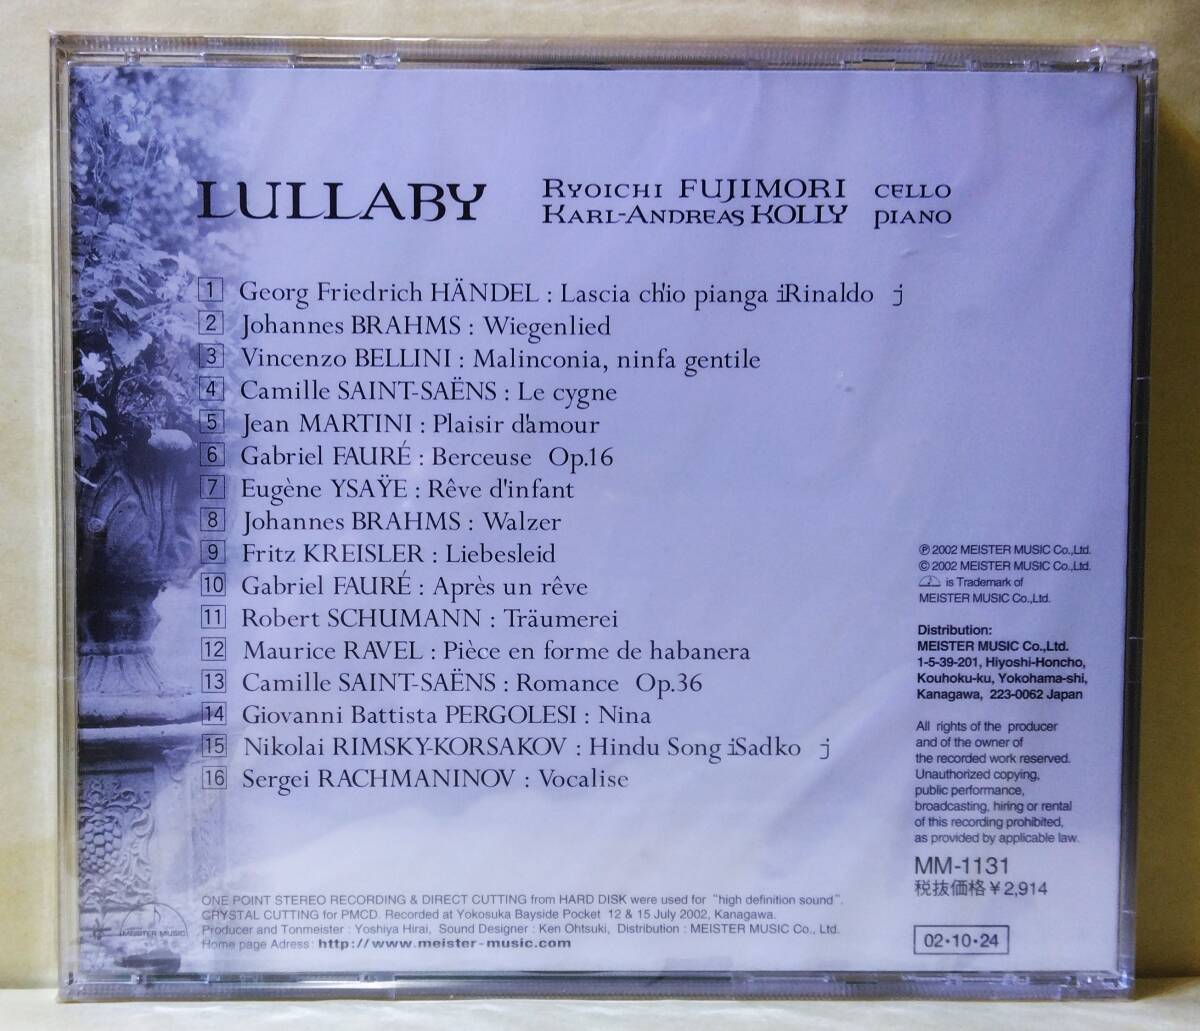 LULLABY
RYOICHI FUJIMORI CELLO
KARL-ANDREAS KOLLY PIANO
1 Georg Friedrich HÄNDEL : Lascia ch'io pianga iRinaldo j
2 Johannes BRAHMS : Wiegenlied
3 Vincenzo BELLINI : Malinconia, ninfa gentile
4 Camille SAINT-SAËNS : Le cygne
5 Jean MARTINI : Plaisir d'amour
6 Gabriel FAURÉ : Berceuse Op.16
7 Eugène YSAŸE : Rêve d'infant
8 Johannes BRAHMS : Walzer
9 Fritz KREISLER : Liebesleid
10 Gabriel FAURÉ : Après un rêve
11 Robert SCHUMANN : Träumerei
12 Maurice RAVEL : Pièce en forme de habanera
13 Camille SAINT-SAËNS : Romance Op.36
14 Giovanni Battista PERGOLESI : Nina
15 Nikolai RIMSKY-KORSAKOV : Hindu Song iSadko j
16 Sergei RACHMANINOV : Vocalise
℗ 2002 MEISTER MUSIC Co.,Ltd.
© 2002 MEISTER MUSIC Co.,Ltd.
is Trademark of
MEISTER MUSIC Co.,Ltd.
Distribution:
MEISTER MUSIC Co.,Ltd.
1-5-39-201, Hiyoshi-Honcho,
Kouhoku-ku, Yokohama-shi,
Kanagawa, 223-0062 Japan
All rights of the producer
and of the owner of
the recorded work reserved.
Unauthorized copying,
public performance,
broadcasting, hiring or rental
of this recording prohibited,
as provided by applicable law.
MM-1131
税抜価格￥2,914
02・10・24
ONE POINT STEREO RECORDING & DIRECT CUTTING from HARD DISK were used for "high definition sound".
CRYSTAL CUTTING for PMCD. Recorded at Yokosuka Bayside Pocket 12 & 15 July 2002, Kanagawa.
Producer and Tonmeister : Yoshiya Hirai, Sound Designer : Ken Ohtsuki, Distribution : MEISTER MUSIC Co., Ltd.
Home page Adress : http://www.meister-music.com
MEISTER MUSIC